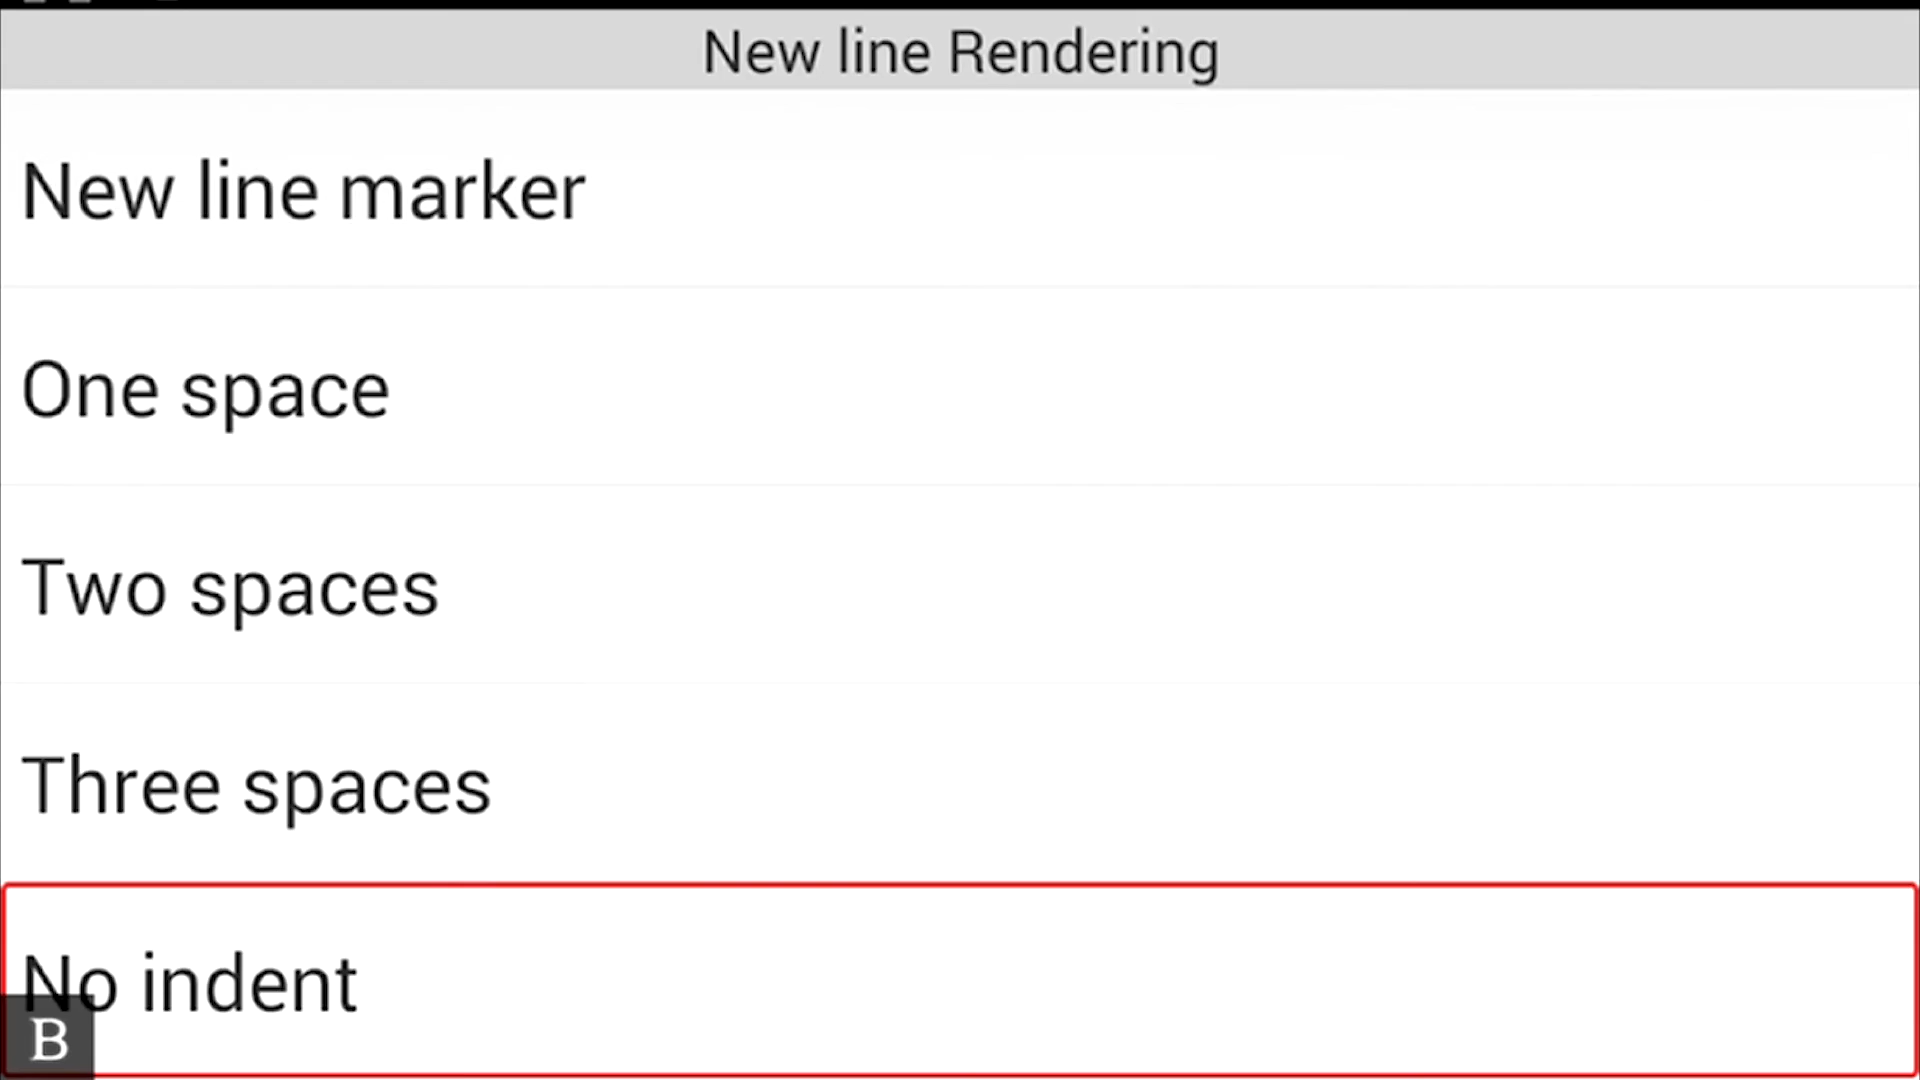 New line Rendering
New line marker
One space
Two spaces
Three spaces
No indent
B